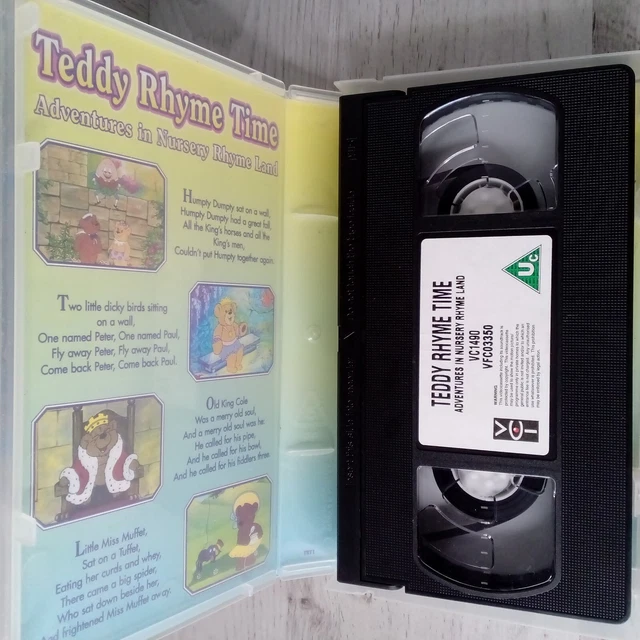 Teddy Rhyme Time
Adventures in Nursery Rhyme Land
Humpty Dumpty sat on a wall,
Humpty Dumpty had a great fall,
All the King's horses and all the
King's men,
Couldn't put Humpty together again.
Two little dicky birds sitting
on a wall,
One named Peter, One named Paul,
Fly away Peter, Fly away Paul,
Come back Peter, Come back Paul.
Old King Cole
Was a merry old soul,
And a merry old soul was he
He called for his pipe,
And he called for his bowl,
And he called for his fiddlers three
Little Miss Muffet,
Sat on a Tuffet,
Eating her curds and whey,
There came a big spider,
Who sat down beside her,
And frightened Miss Muffet away.
TEDDY RHYME TIME
ADVENTURES IN NURSERY RHYME LAND
VC1490
VFC03350
WARNING
Uc
VCI